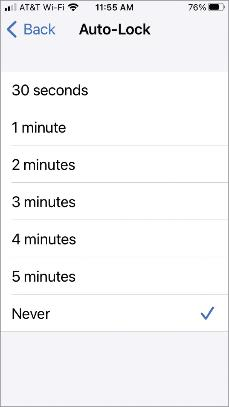 AT&T Wi-Fi 11:55 AM 76%
Back Auto-Lock
30 seconds
1 minute
2 minutes
3 minutes
4 minutes
5 minutes
Never